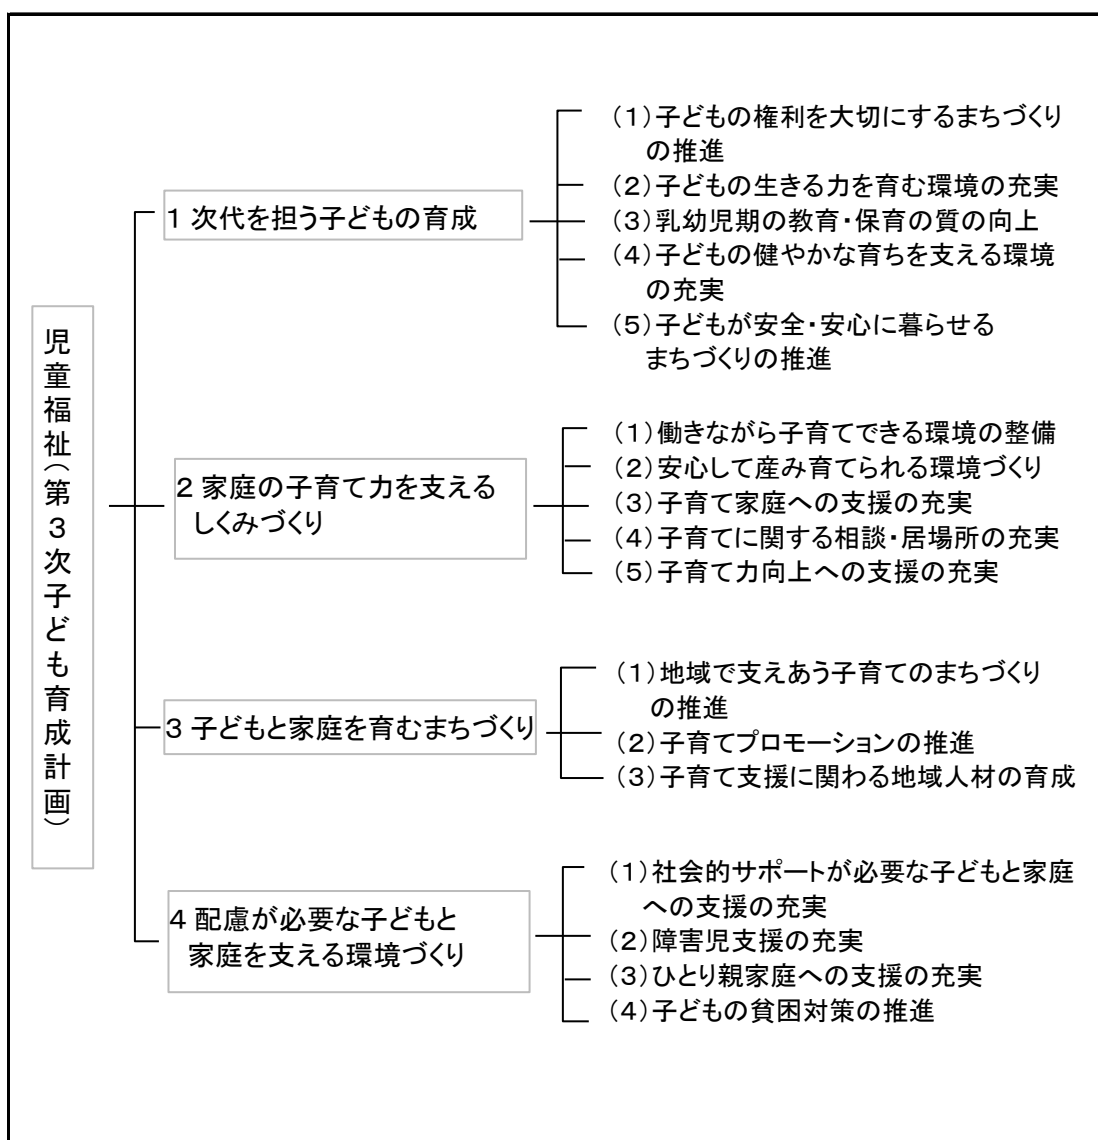 児童福祉（第３次子ども育成計画）
１ 次代を担う子どもの育成
（１）子どもの権利を大切にするまちづくり
の推進
（２）子どもの生きる力を育む環境の充実
（３）乳幼児期の教育・保育の質の向上
（４）子どもの健やかな育ちを支える環境
の充実
（５）子どもが安全・安心に暮らせる
まちづくりの推進
２ 家庭の子育て力を支える
しくみづくり
（１）働きながら子育てできる環境の整備
（２）安心して産み育てられる環境づくり
（３）子育て家庭への支援の充実
（４）子育てに関する相談・居場所の充実
（５）子育て力向上への支援の充実
３ 子どもと家庭を育むまちづくり
（１）地域で支えあう子育てのまちづくり
の推進
（２）子育てプロモーションの推進
（３）子育て支援に関わる地域人材の育成
４ 配慮が必要な子どもと
家庭を支える環境づくり
（１）社会的サポートが必要な子どもと家庭
への支援の充実
（２）障害児支援の充実
（３）ひとり親家庭への支援の充実
（４）子どもの貧困対策の推進